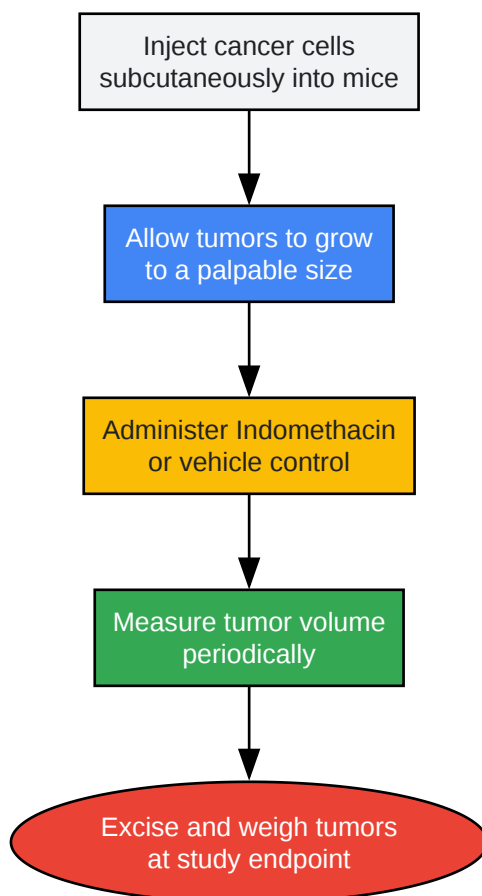 Inject cancer cells
subcutaneously into mice
Allow tumors to grow
to a palpable size
Administer Indomethacin
or vehicle control
Measure tumor volume
periodically
Excise and weigh tumors
at study endpoint